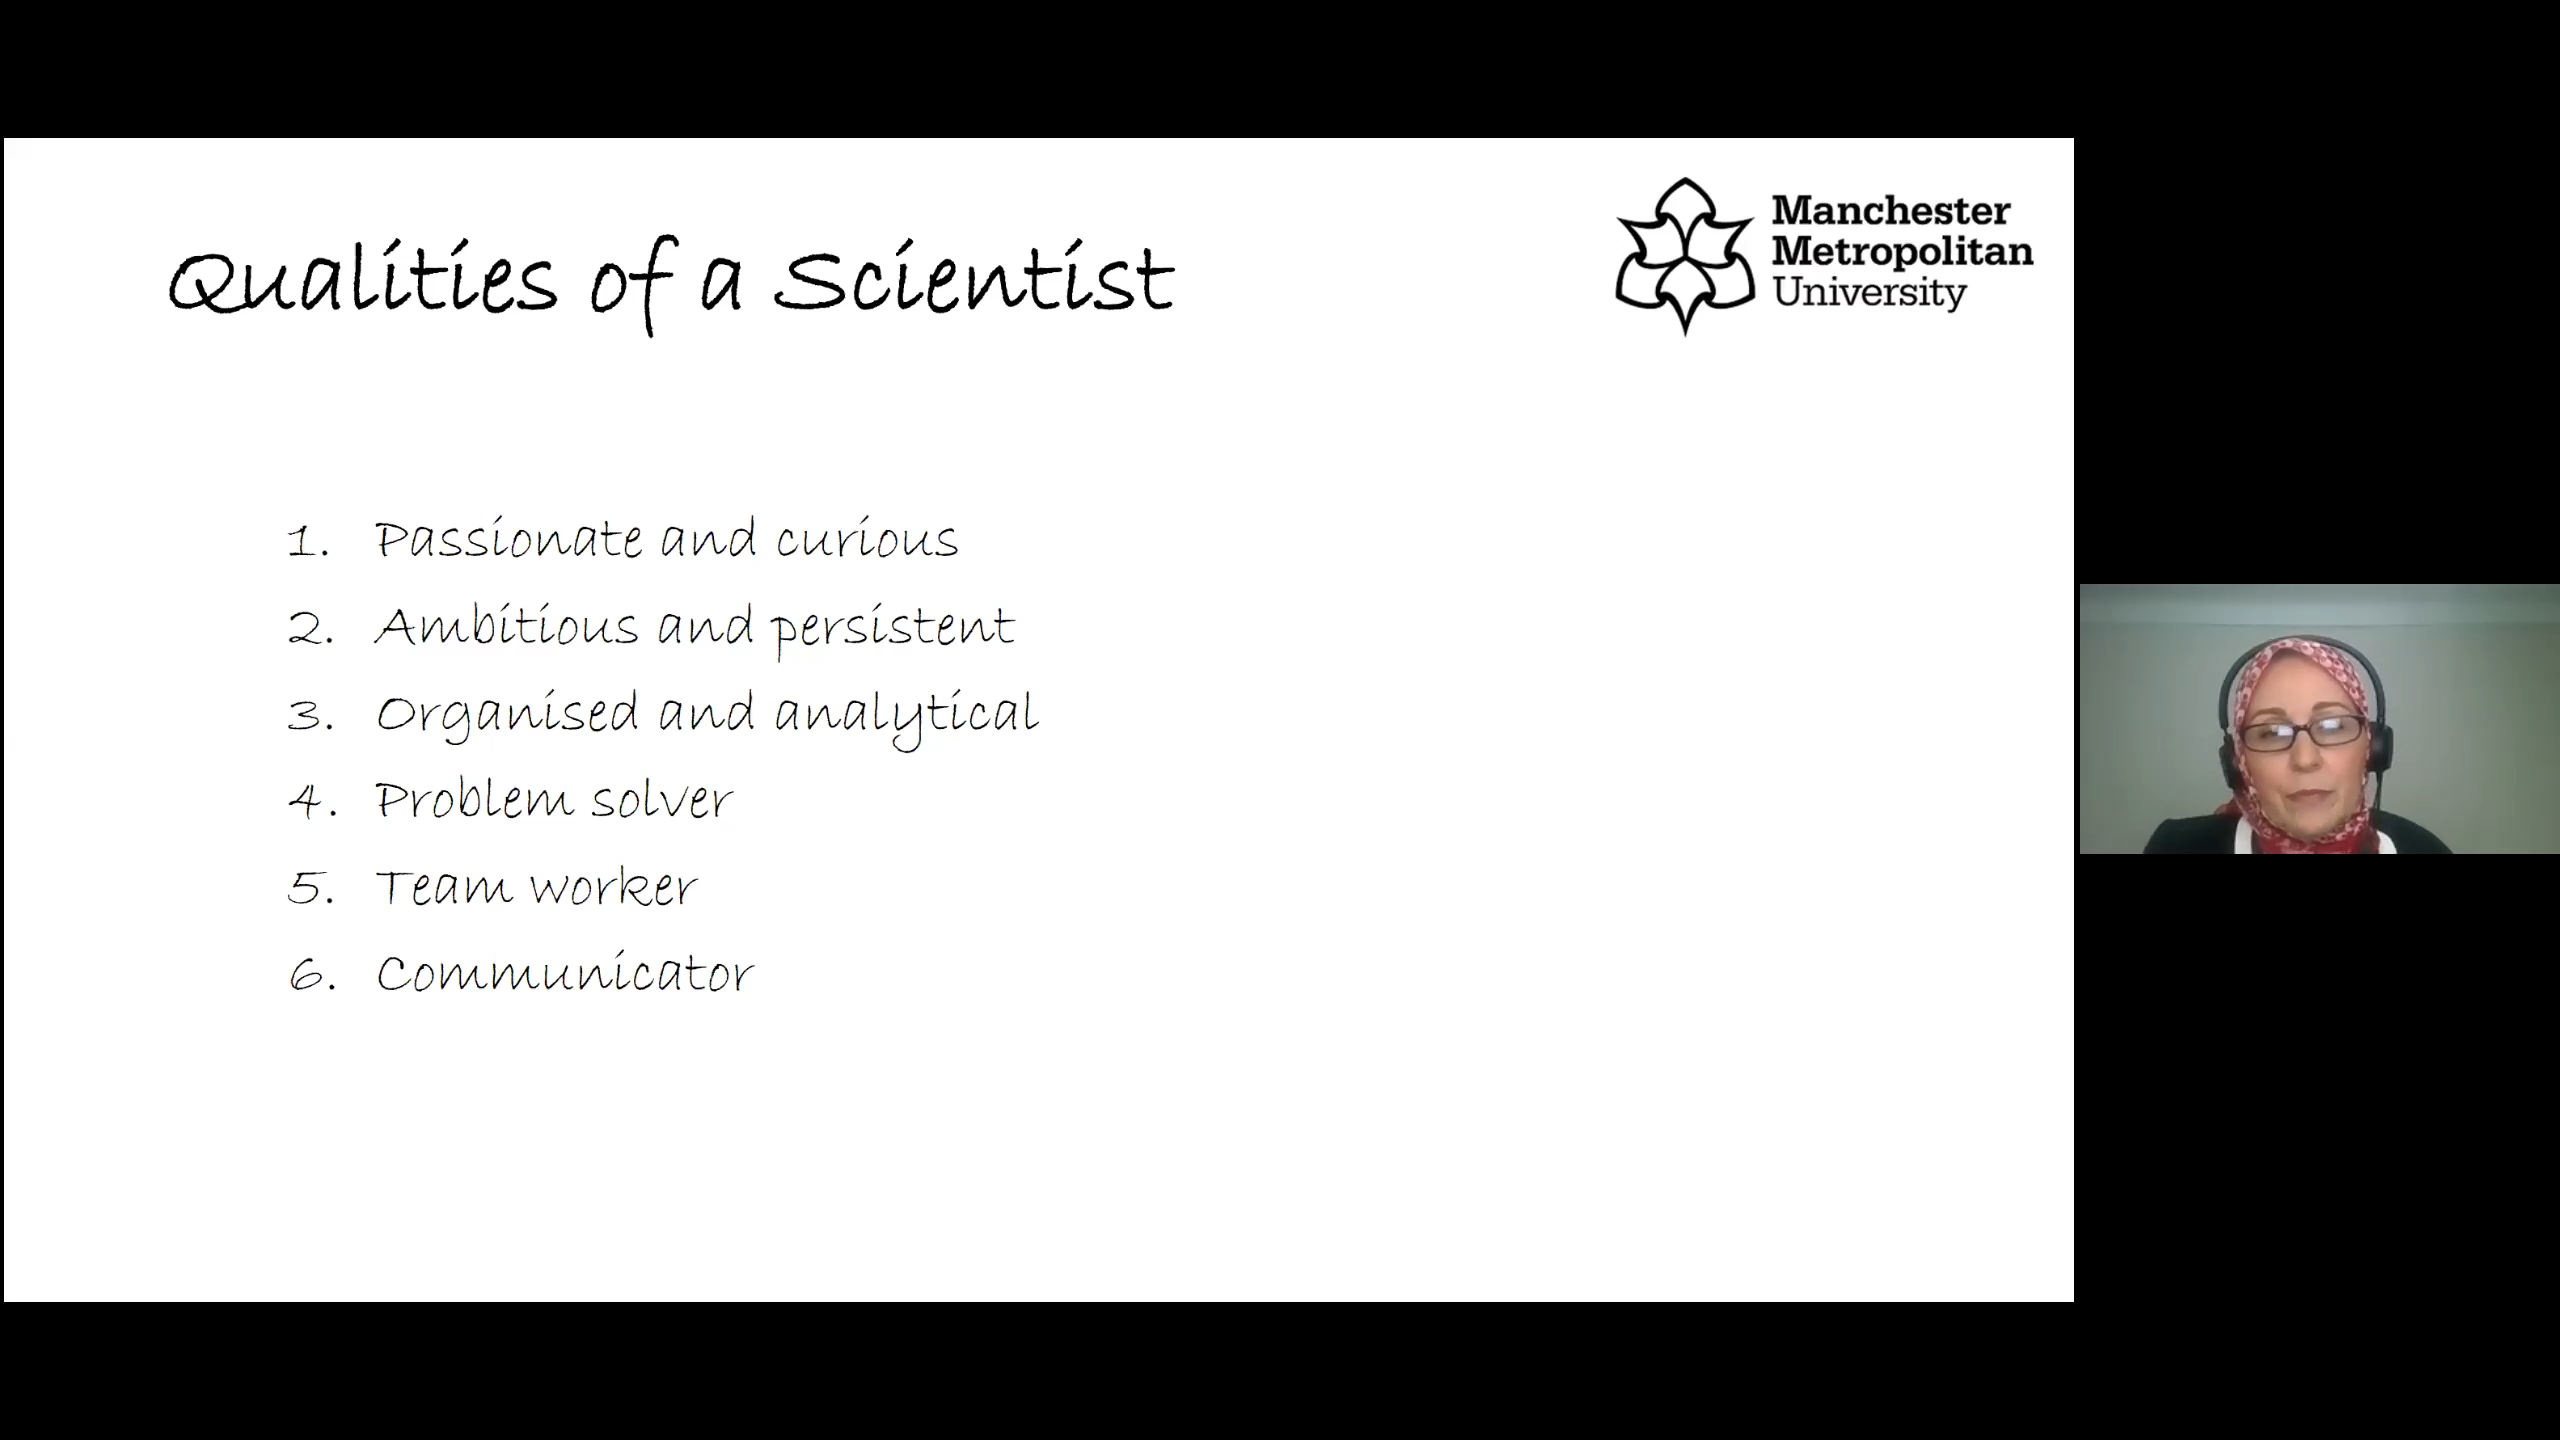 Qualities of a Scientist
Manchester
Metropolitan
University
1. Passionate and curious
2. Ambitious and persistent
3. Organised and analytical
4. Problem solver
5. Team worker
6. Communicator